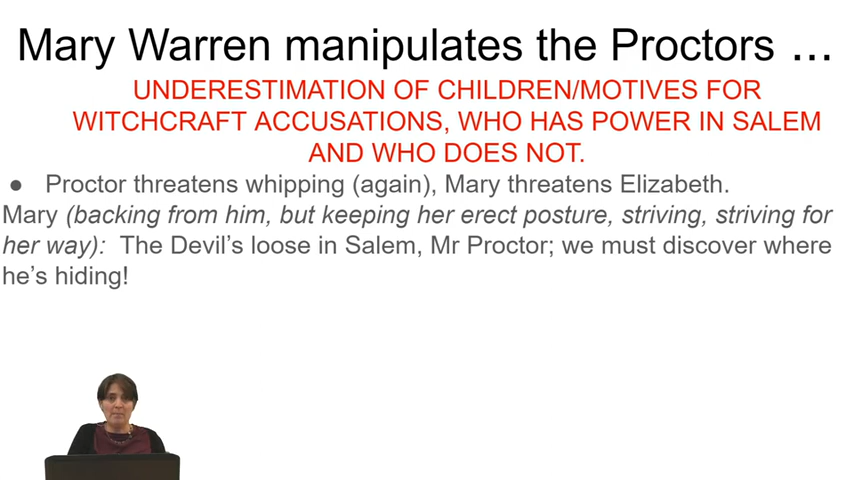 Mary Warren manipulates the Proctors ...
UNDERESTIMATION OF CHILDREN/MOTIVES FOR
WITCHCRAFT ACCUSATIONS, WHO HAS POWER IN SALEM
AND WHO DOES NOT.
● Proctor threatens whipping (again), Mary threatens Elizabeth.
Mary (backing from him, but keeping her erect posture, striving, striving for
her way): The Devil's loose in Salem, Mr Proctor; we must discover where
he's hiding!